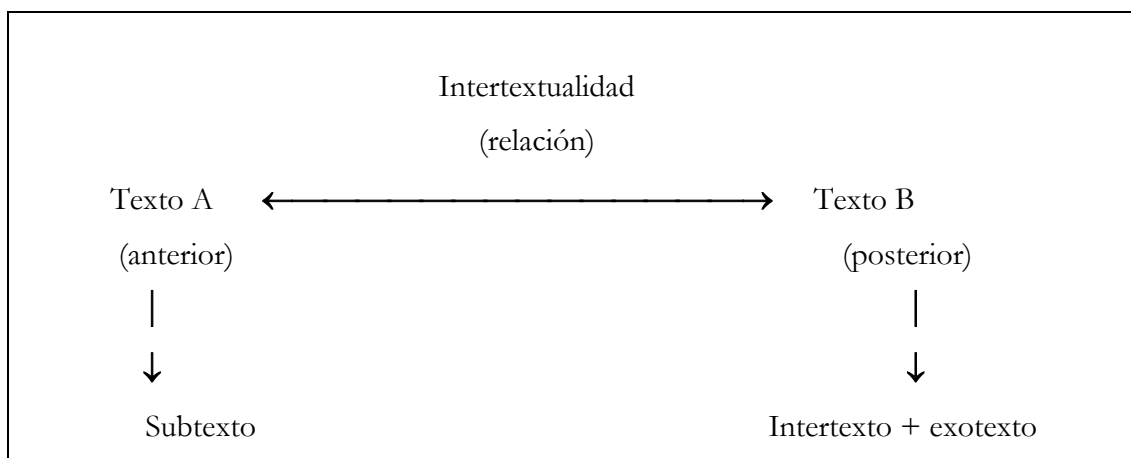 Intertextualidad
(relación)
Texto A ←→ Texto B
(anterior) (posterior)
Subtexto Intertexto + exotexto